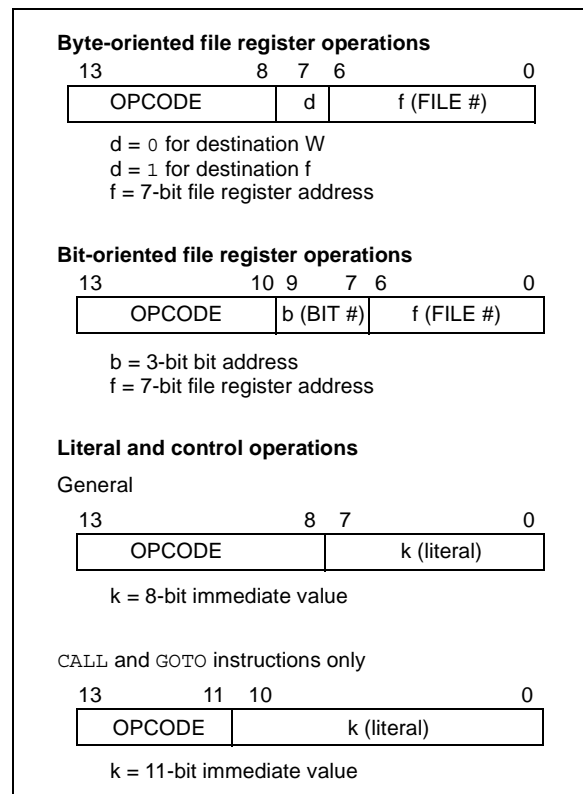 Byte-oriented file register operations
13 8 7 6 0
OPCODE d f (FILE #)
d = 0 for destination W
d = 1 for destination f
f = 7-bit file register address
Bit-oriented file register operations
13 10 9 7 6 0
OPCODE b (BIT #) f (FILE #)
b = 3-bit bit address
f = 7-bit file register address
Literal and control operations
General
13 8 7 0
OPCODE k (literal)
k = 8-bit immediate value
CALL and GOTO instructions only
13 11 10 0
OPCODE k (literal)
k = 11-bit immediate value